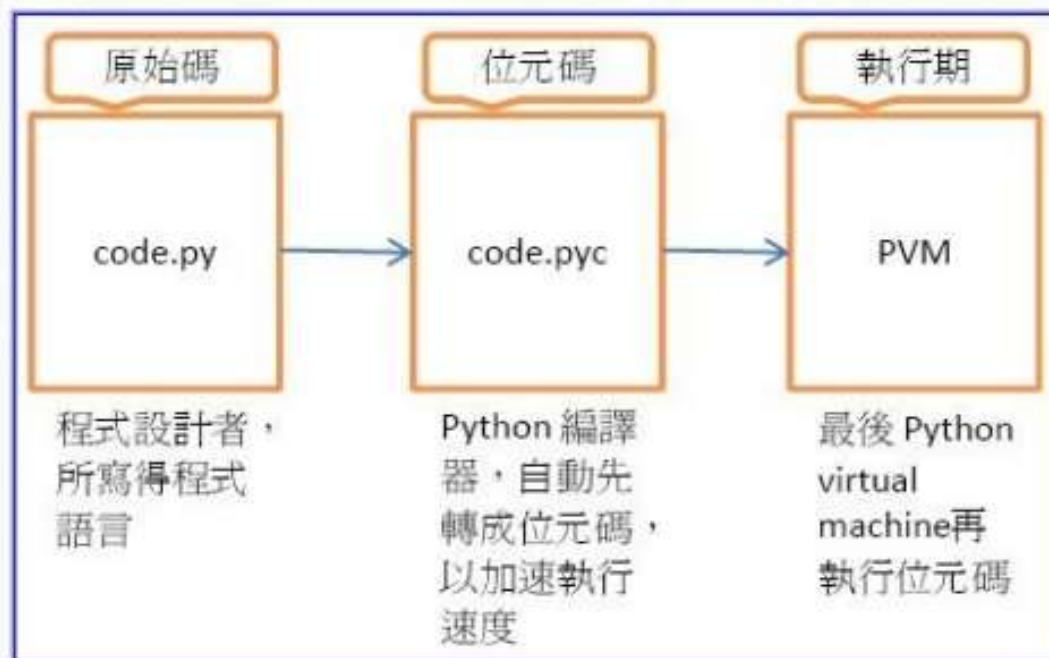 原始碼
位元碼
執行期
code.py
code.pyc
PVM
程式設計者，
所寫得程式
語言
Python 編譯
器，自動先
轉成位元碼，
以加速執行
速度
最後 Python
virtual
machine再
執行位元碼